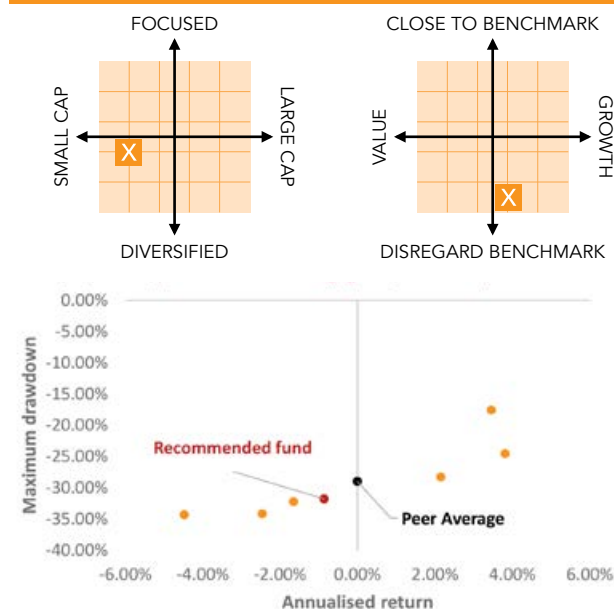 FOCUSED
SMALL CAP
LARGE CAP
X
DIVERSIFIED
CLOSE TO BENCHMARK
VALUE
GROWTH
X
DISREGARD BENCHMARK
Maximum drawdown
0.00%
-5.00%
-10.00%
-15.00%
-20.00%
-25.00%
-30.00%
-35.00%
-40.00%
Recommended fund
Peer Average
-6.00% -4.00% -2.00% 0.00% 2.00% 4.00% 6.00%
Annualised return